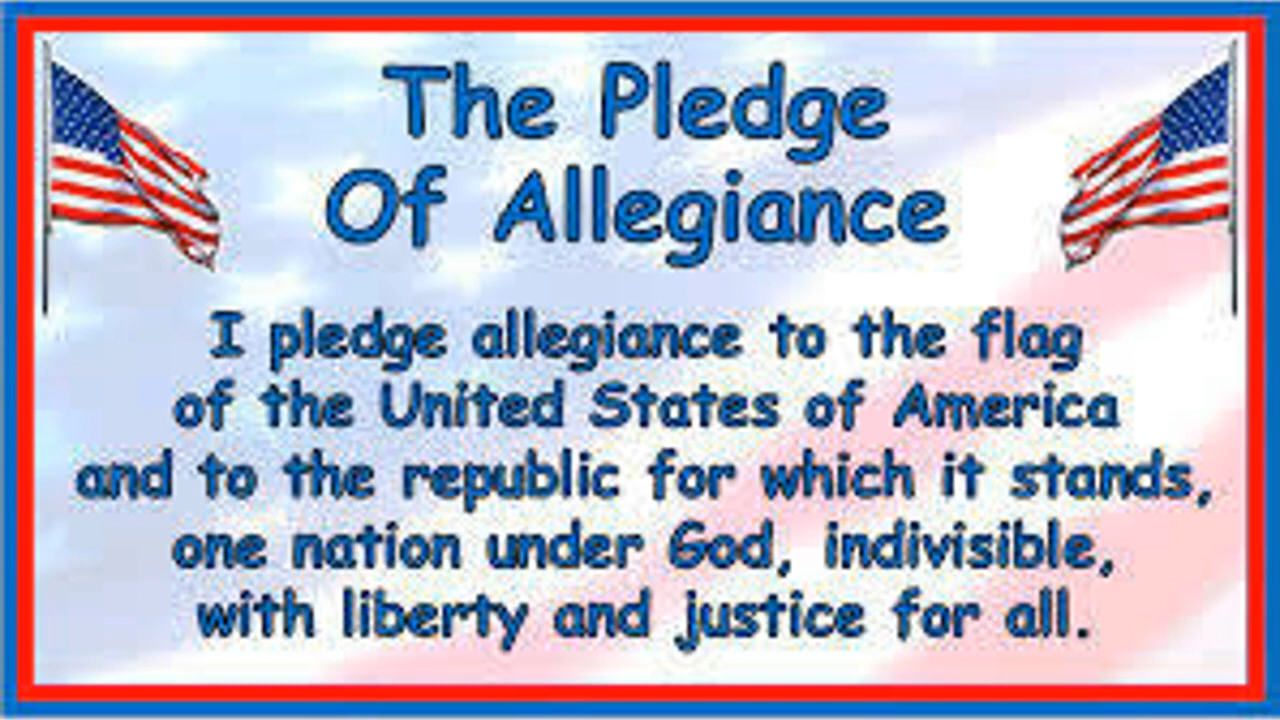 The Pledge
Of Allegiance
I pledge allegiance to the flag
of the United States of America
and to the republic for which it stands,
one nation under God, indivisible,
with liberty and justice for all.